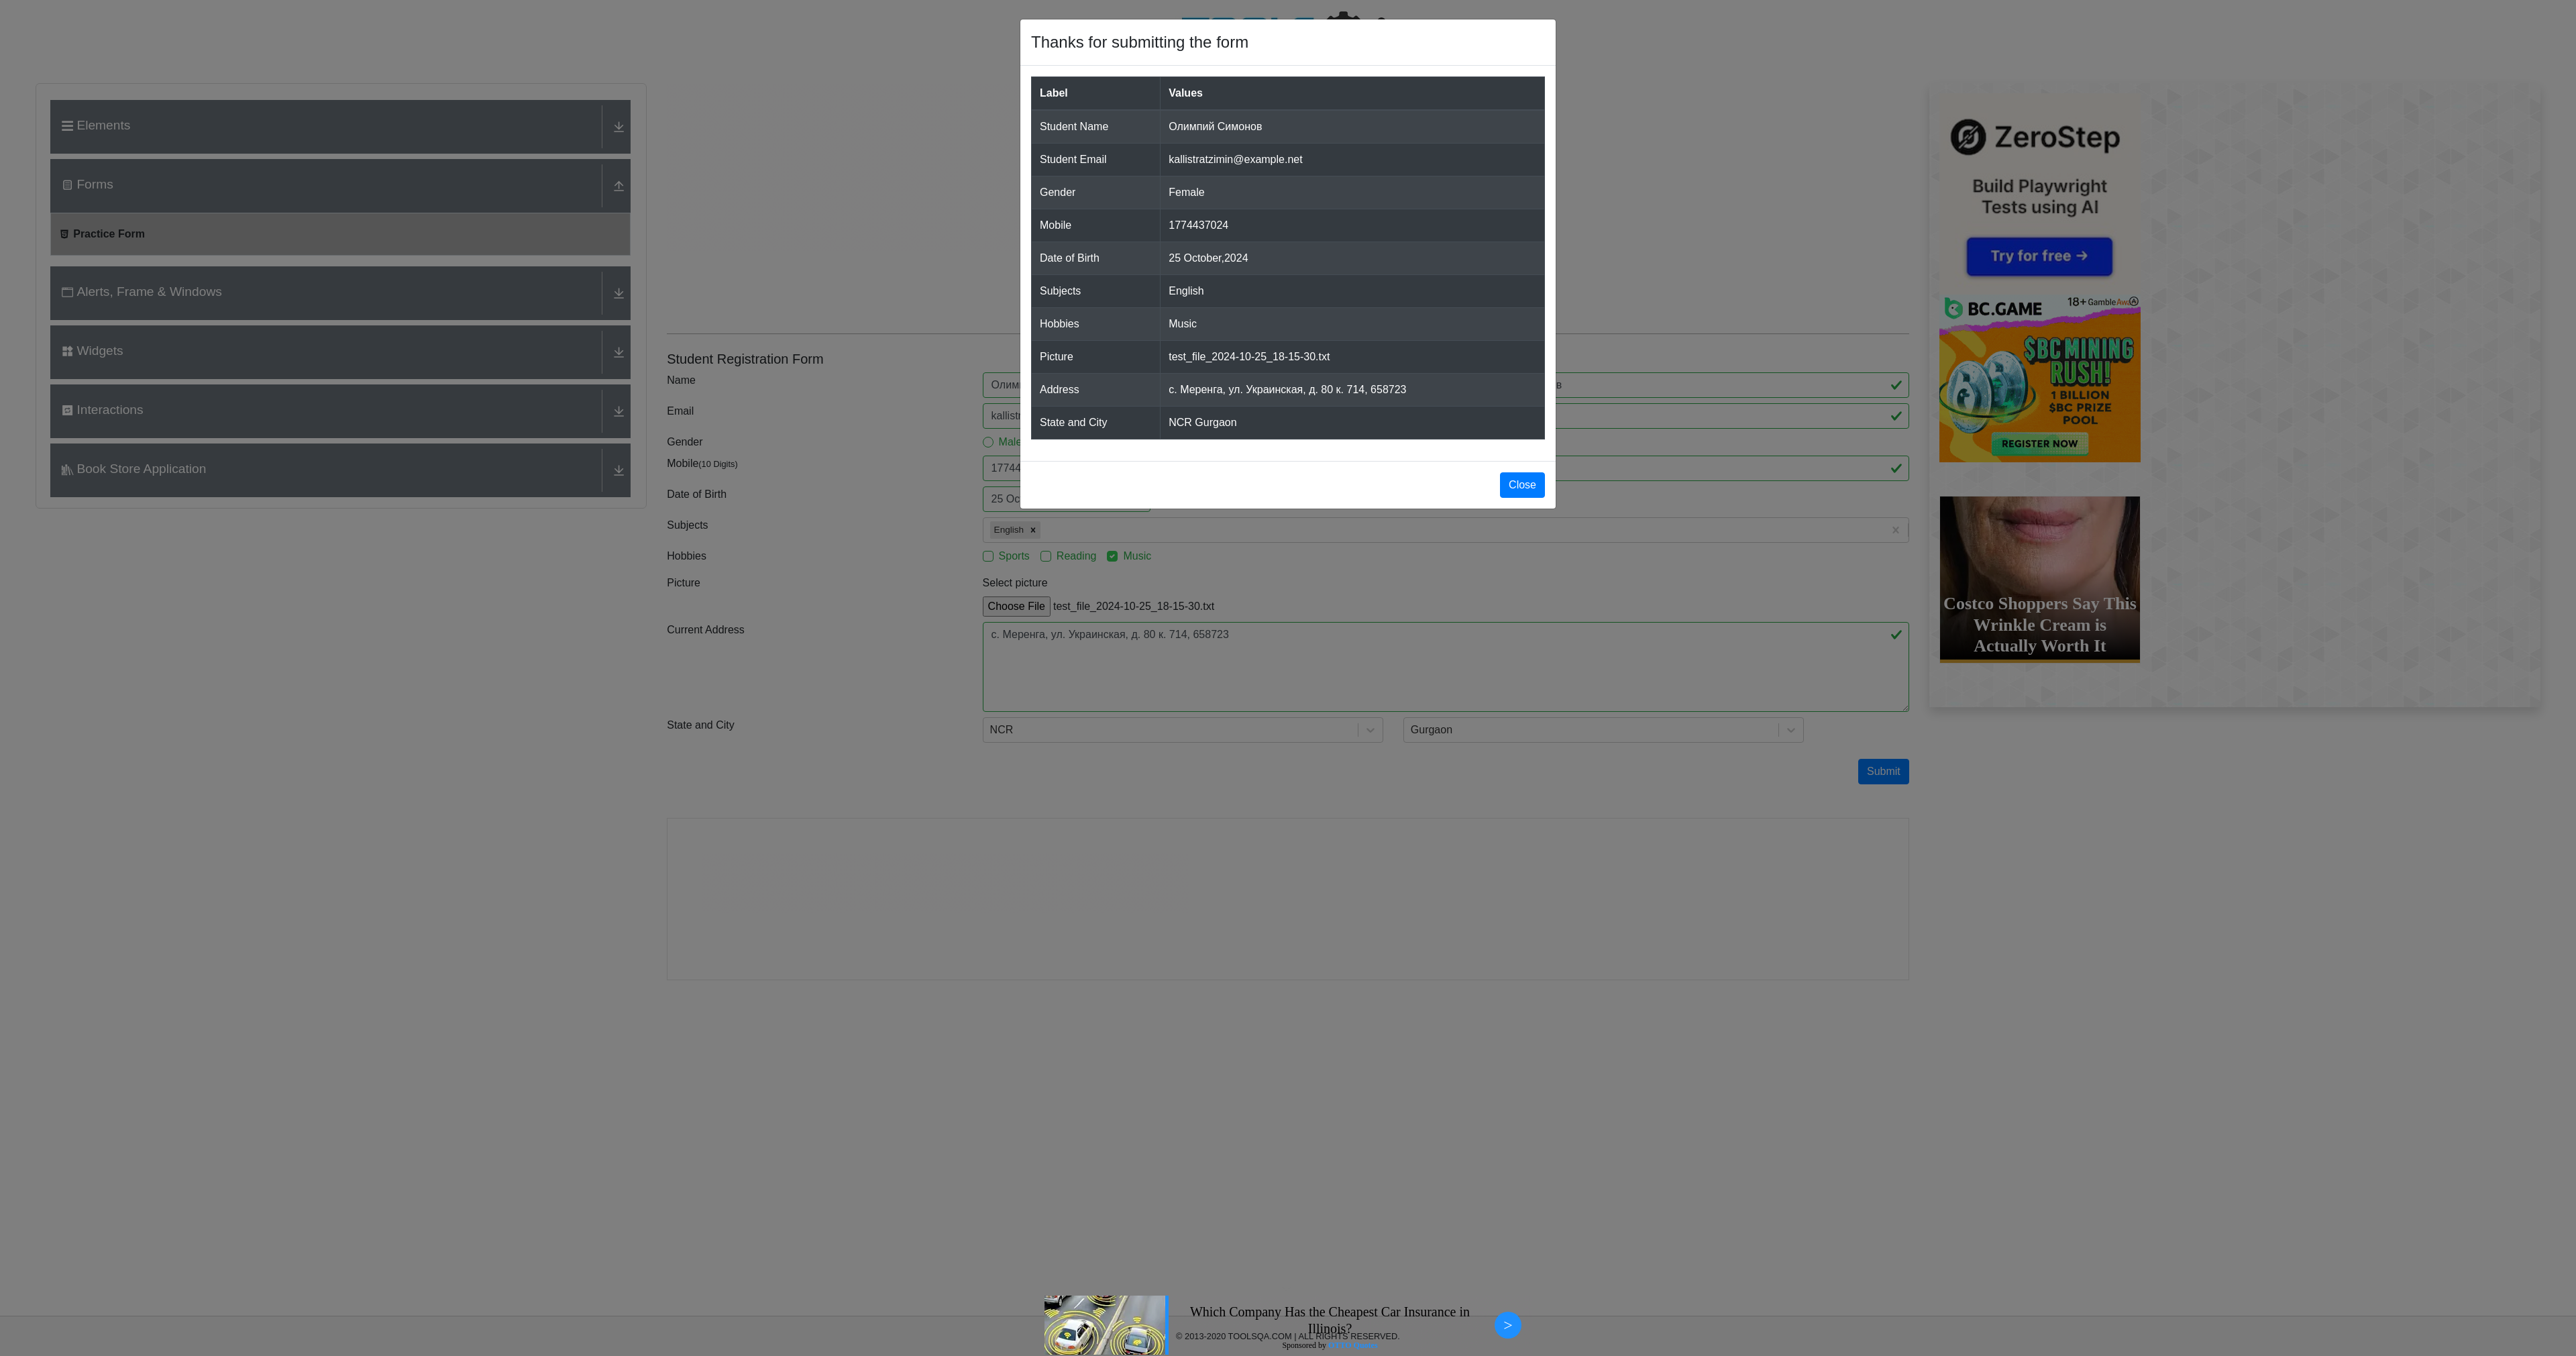 Thanks for submitting the form
Label Values
Student Name Олимпий Симонов
Student Email kallistratzimin@example.net
Gender Female
Mobile 1774437024
Date of Birth 25 October,2024
Subjects English
Hobbies Music
Picture test_file_2024-10-25_18-15-30.txt
Address с. Меренга, ул. Украинская, д. 80 к. 714, 658723
State and City NCR Gurgaon
Close
Elements
Forms
Practice Form
Alerts, Frame & Windows
Widgets
Interactions
Book Store Application
Student Registration Form
Name
Email
Gender Male
Mobile(10 Digits)
Date of Birth
Subjects English
Hobbies Sports Reading Music
Picture Select picture
Choose File test_file_2024-10-25_18-15-30.txt
Current Address с. Меренга, ул. Украинская, д. 80 к. 714, 658723
State and City NCR Gurgaon
Submit
ZeroStep
Build Playwright
Tests using AI
Try for free →
BC.GAME 18+
$BC MINING
RUSH!
1 BILLION
$BC PRIZE
POOL
REGISTER NOW
Costco Shoppers Say This
Wrinkle Cream is
Actually Worth It
Which Company Has the Cheapest Car Insurance in
Illinois?
>
© 2013-2020 TOOLSQA.COM | ALL RIGHTS RESERVED.
Sponsored by